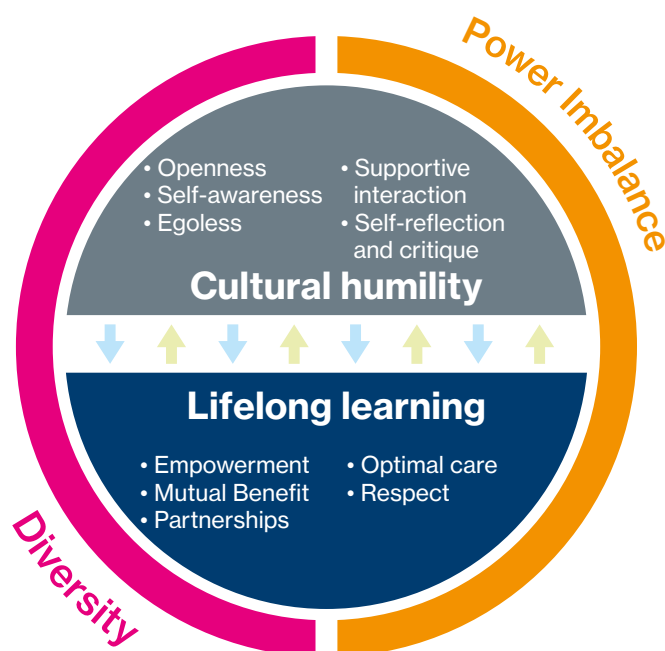 Power Imbalance
• Openness
• Self-awareness
• Egoless
• Supportive
interaction
• Self-reflection
and critique
Cultural humility
Lifelong learning
• Empowerment
• Mutual Benefit
• Partnerships
• Optimal care
• Respect
Diversity